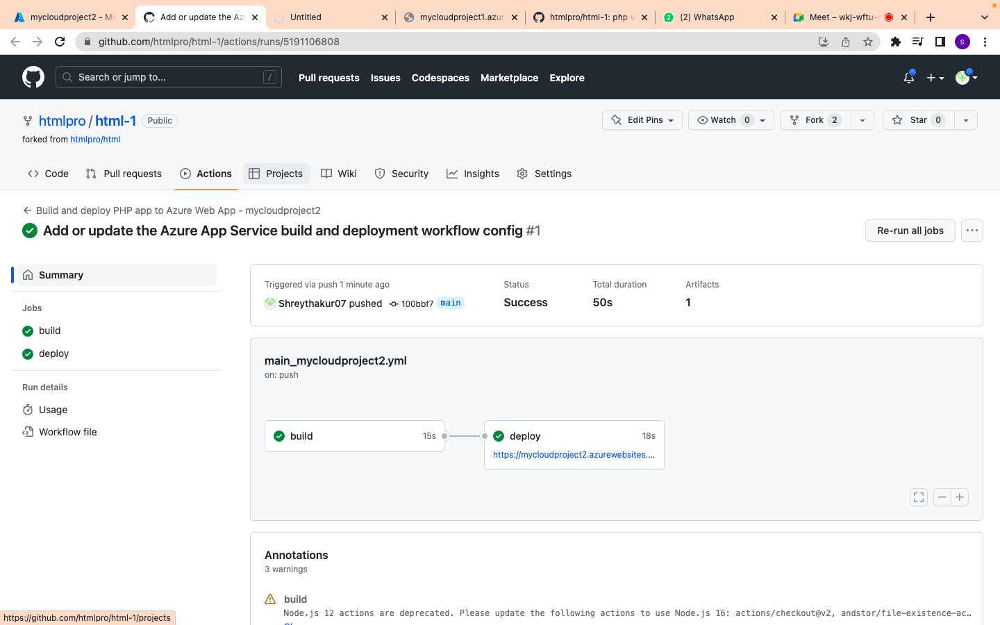 mycloudproject2 - Mi
Add or update the Az
Untitled
mycloudproject1.azur
htmlpro/html-1: php v
2
(2) WhatsApp
Meet – wkj-wftu-
github.com/htmlpro/html-1/actions/runs/5191106808
S
Search or jump to...
/
Pull requests
Issues
Codespaces
Marketplace
Explore
htmlpro / html-1
Public
Edit Pins
Watch 0
Fork 2
Star 0
forked from htmlpro/html
Code
Pull requests
Actions
Projects
Wiki
Security
Insights
Settings
← Build and deploy PHP app to Azure Web App - mycloudproject2
Add or update the Azure App Service build and deployment workflow config #1
Re-run all jobs
...
Summary
Jobs
build
deploy
Run details
Usage
Workflow file
Triggered via push 1 minute ago
Shreythakur07 pushed 100bbf7 main
Status
Success
Total duration
50s
Artifacts
1
main_mycloudproject2.yml
on: push
build 15s
deploy 18s
https://mycloudproject2.azurewebsites....
Annotations
3 warnings
build
Node.js 12 actions are deprecated. Please update the following actions to use Node.js 16: actions/checkout@v2, andstor/file-existence-ac…
https://github.com/htmlpro/html-1/projects